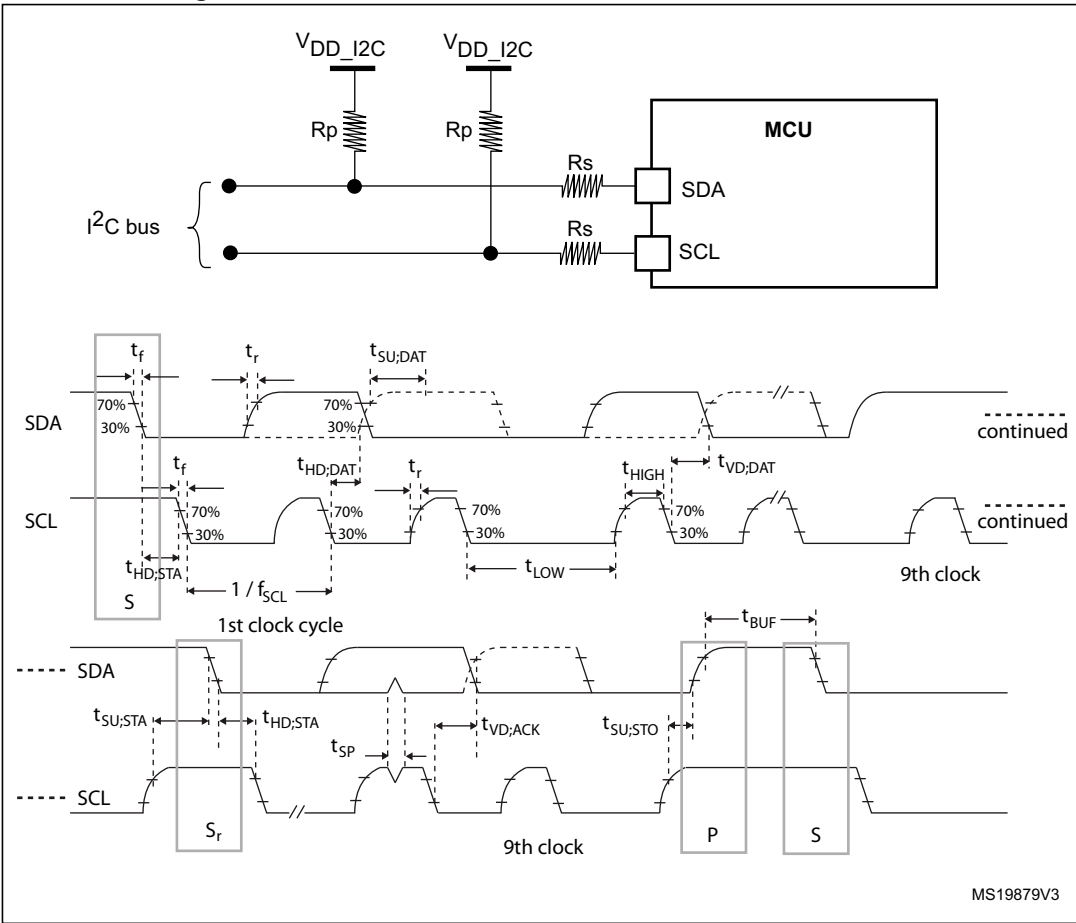 VDD_I2C VDD_I2C
Rp Rp MCU
Rs
SDA
I2C bus
Rs
SCL
tf tr tSU;DAT
70% 70%
SDA
30% 30%
continued
tHD;DAT tr tHIGH tVD;DAT
tf
SCL
70% 70% 70% 70%
30% 30% 30% 30%
continued
tHD;STA
1 / fSCL tLOW
9th clock
S
1st clock cycle
tBUF
SDA
tSU;STA tHD;STA tSP tVD;ACK tSU;STO
SCL
Sr P S
9th clock
MS19879V3